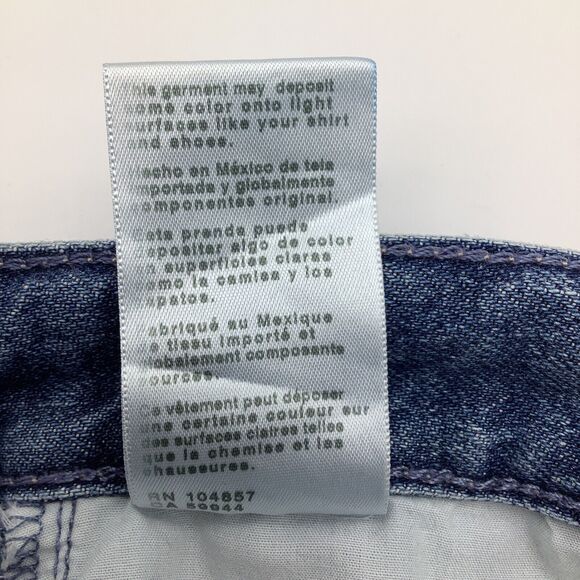 This garment may deposit
some color onto light
surfaces like your shirt
and shoes.
Hecho en México de tela
importada y globalmente
componentes original.
Esta prenda puede
depositar algo de color
en superficies claras
como la camisa y los
zapatos.
Fabriqué au Mexique
de tissu importé et
globalement composants
sources.
Ce vêtement peut déposer
une certaine couleur sur
des surfaces claires telles
que la chemise et les
chaussures.
RN 104857
CA 59944